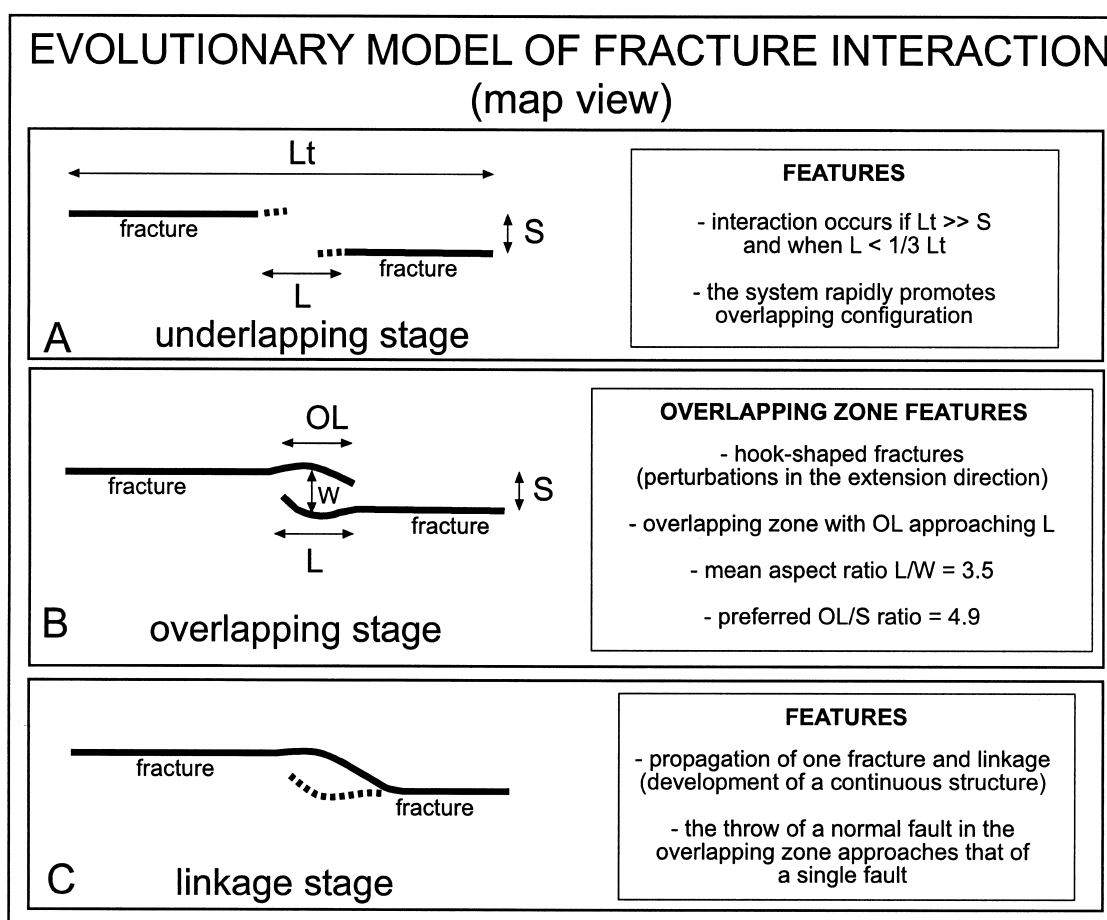 EVOLUTIONARY MODEL OF FRACTURE INTERACTION
(map view)
Lt
fracture
S
fracture
L
A
underlapping stage
FEATURES
- interaction occurs if Lt >> S
and when L < 1/3 Lt
- the system rapidly promotes
overlapping configuration
OL
fracture
W
S
fracture
L
B
overlapping stage
OVERLAPPING ZONE FEATURES
- hook-shaped fractures
(perturbations in the extension direction)
- overlapping zone with OL approaching L
- mean aspect ratio L/W = 3.5
- preferred OL/S ratio = 4.9
fracture
fracture
C
linkage stage
FEATURES
- propagation of one fracture and linkage
(development of a continuous structure)
- the throw of a normal fault in the
overlapping zone approaches that of
a single fault